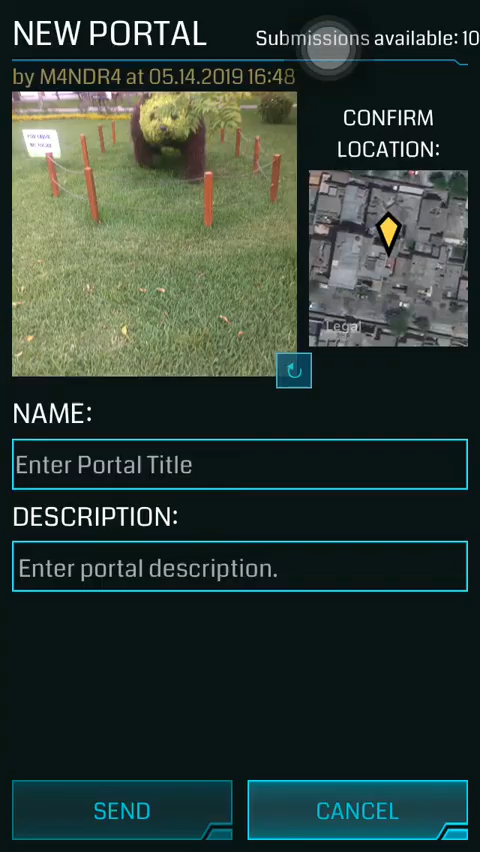 NEW PORTAL
Submissions available: 10
by M4NDR4 at 05.14.2019 16:48
CONFIRM
LOCATION:
Legal
NAME:
Enter Portal Title
DESCRIPTION:
Enter portal description.
SEND
CANCEL